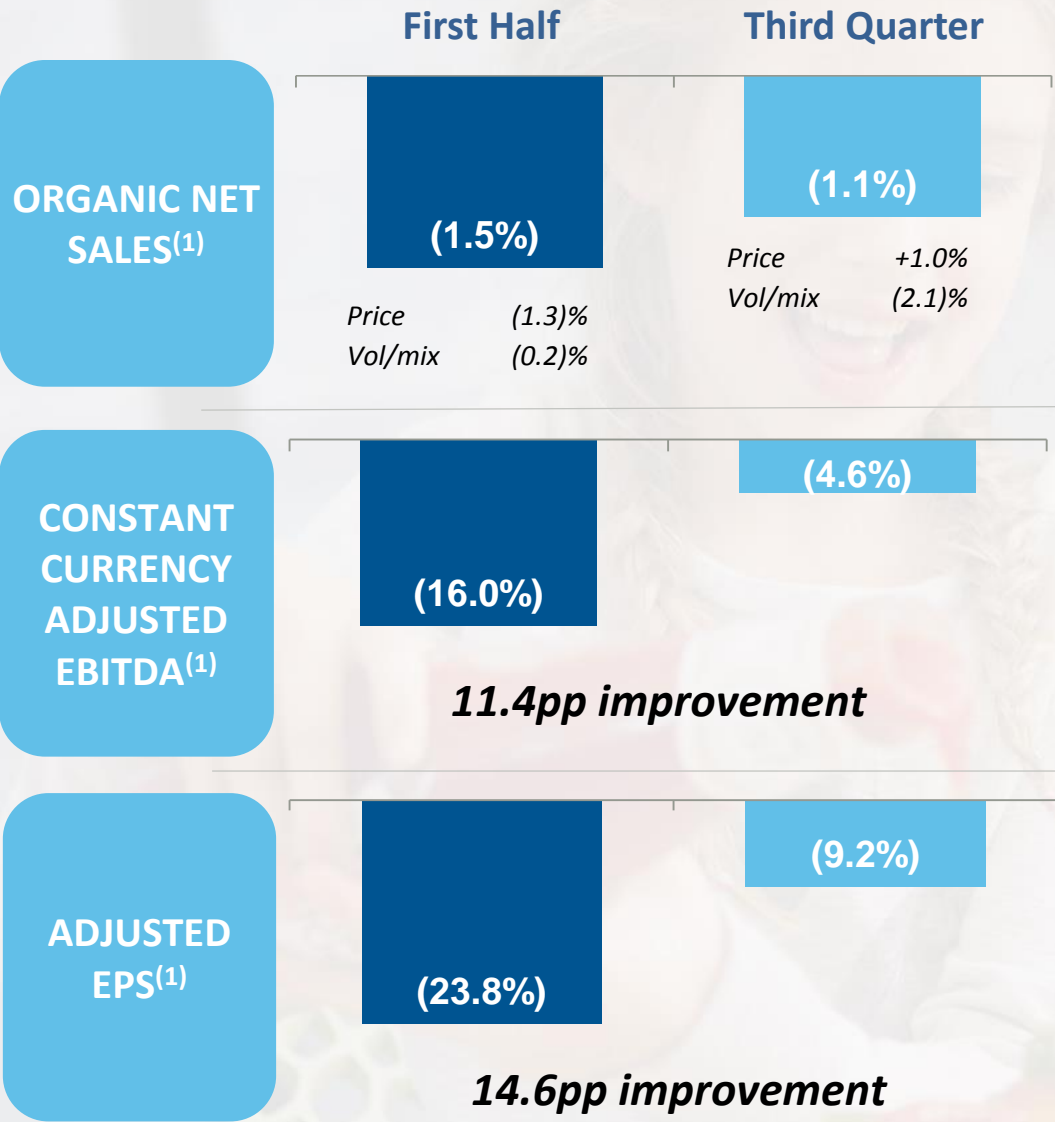 First Half
Third Quarter
ORGANIC NET
SALES(1)
(1.5%)
Price (1.3)%
Vol/mix (0.2)%
(1.1%)
Price +1.0%
Vol/mix (2.1)%
CONSTANT
CURRENCY
ADJUSTED
EBITDA(1)
(16.0%)
(4.6%)
11.4pp improvement
ADJUSTED
EPS(1)
(23.8%)
(9.2%)
14.6pp improvement